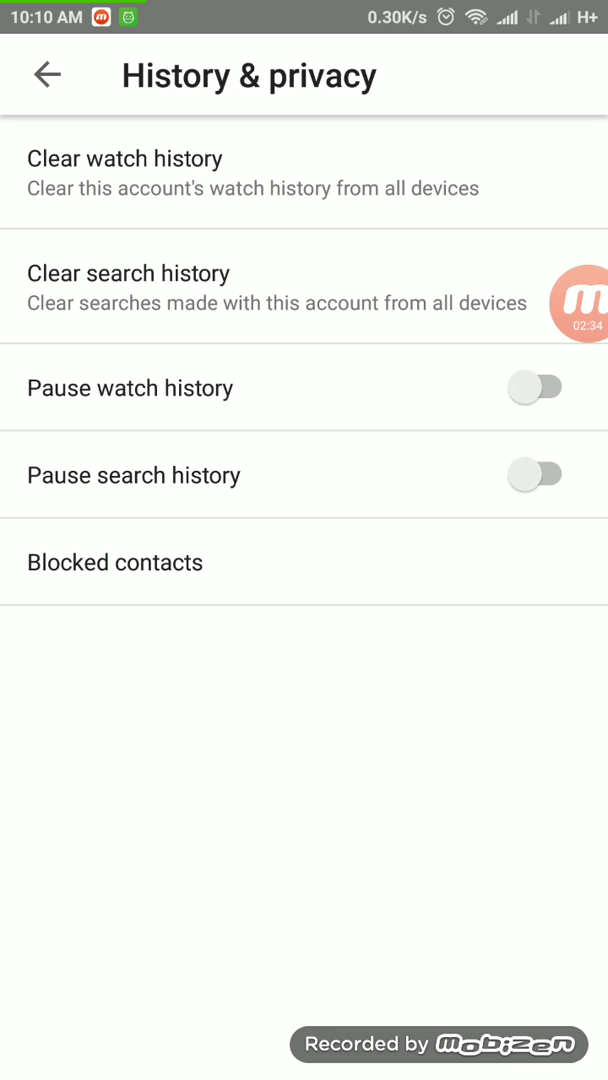 10:10 AM 0.30K/s H+
History & privacy
Clear watch history
Clear this account's watch history from all devices
Clear search history
Clear searches made with this account from all devices
02:34
Pause watch history
Pause search history
Blocked contacts
Recorded by mobizen